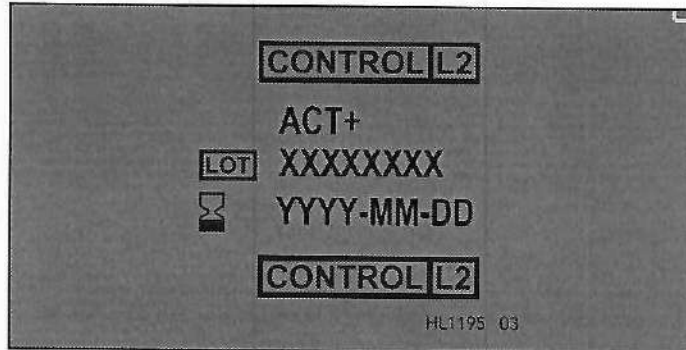 CONTROL L2
ACT+
LOT XXXXXXXX
YYYY-MM-DD
CONTROL L2
HL1195 03